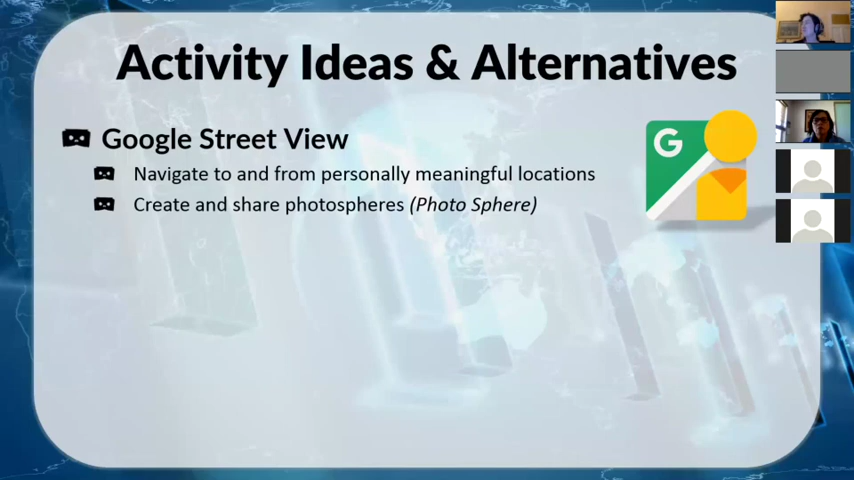 Activity Ideas & Alternatives
Google Street View
G
Navigate to and from personally meaningful locations
Create and share photospheres (Photo Sphere)